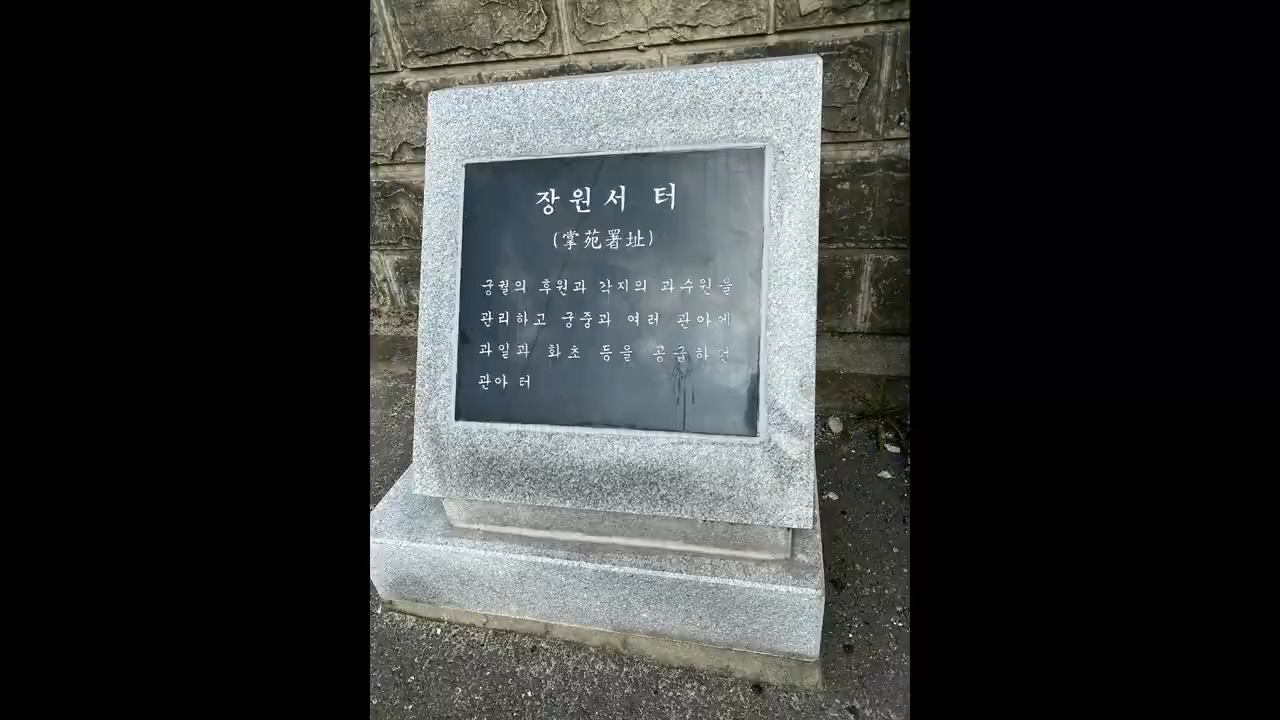 장원서 터
(掌苑署址)
궁궐의 후원과 각지의 과수원을
관리하고 궁중과 여러 관아에
과일과 화초 등을 공급하던
관아 터